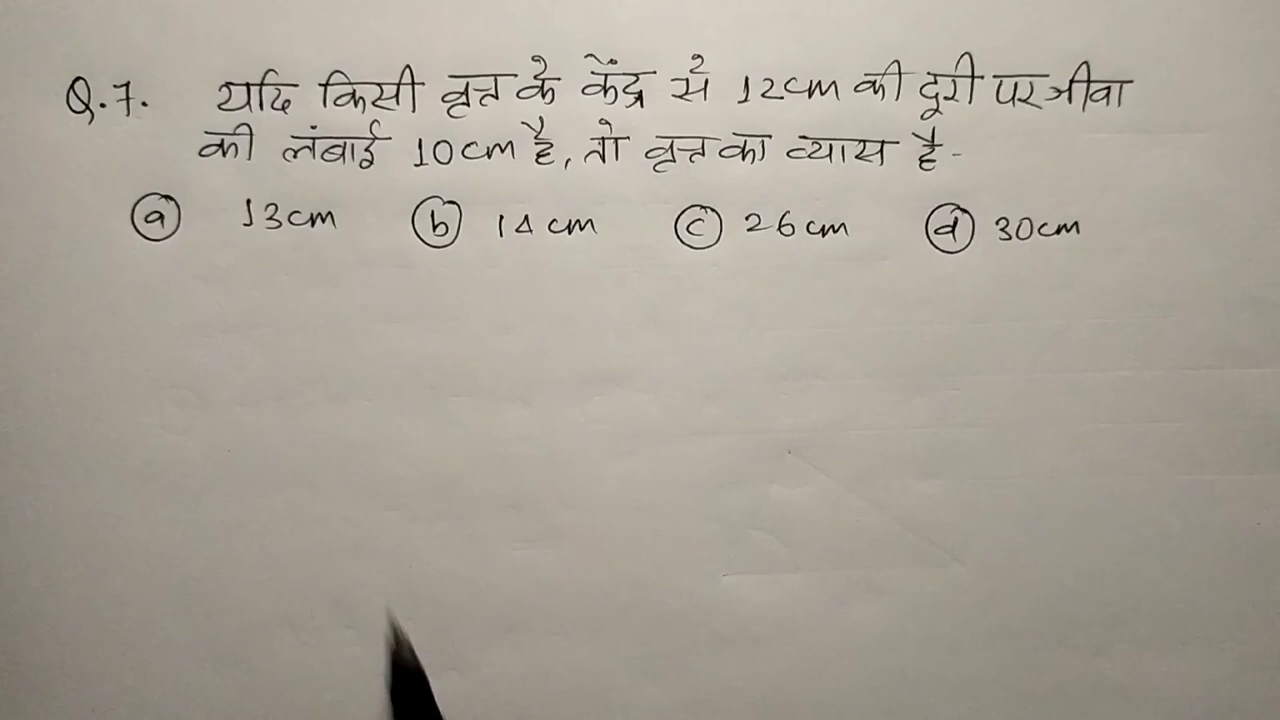 Q.7. यदि किसी वृत्त के केंद्र से 12cm की दूरी पर जीवा
की लंबाई 10cm है, तो वृत्त का व्यास है-
(a) 13cm (b) 14cm (c) 26cm (d) 30cm